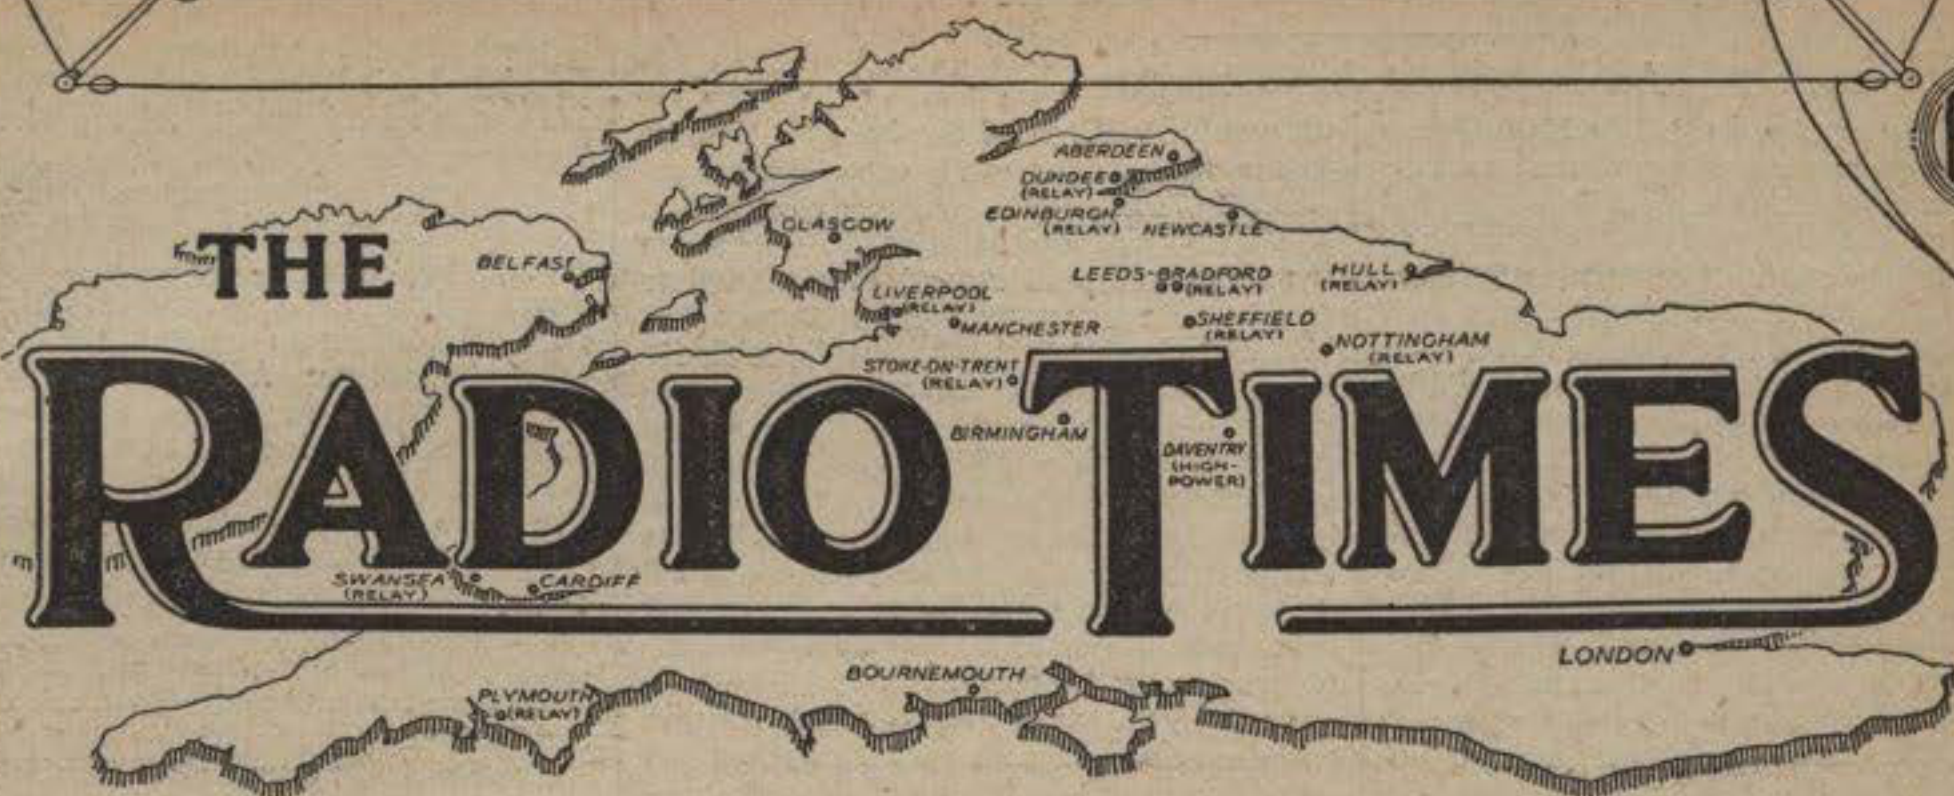 THE
RADIO TIMES
ABERDEEN
DUNDEE
(RELAY)
EDINBURGH
(RELAY)
NEWCASTLE
GLASGOW
BELFAST
LEEDS-BRADFORD
(RELAY)
HULL
(RELAY)
LIVERPOOL
(RELAY)
MANCHESTER
SHEFFIELD
(RELAY)
NOTTINGHAM
(RELAY)
STOKE-ON-TRENT
(RELAY)
BIRMINGHAM
DAVENTRY
(HIGH-
POWER)
SWANSEA
(RELAY)
CARDIFF
LONDON
BOURNEMOUTH
PLYMOUTH
(RELAY)